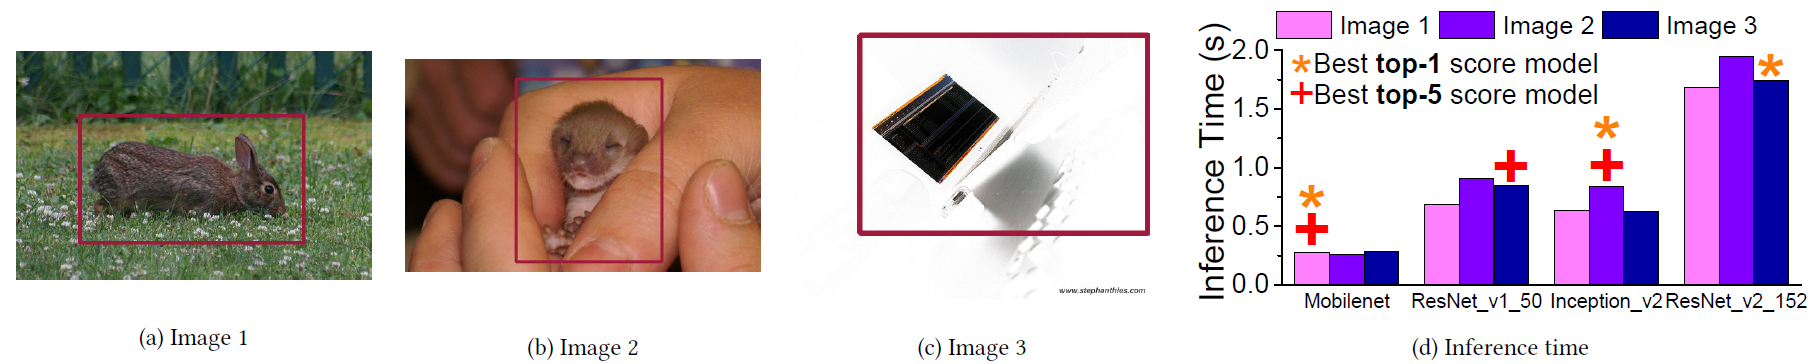 www.stephanthies.com
(a) Image 1
(b) Image 2
(c) Image 3
Image 1 Image 2 Image 3
* Best top-1 score model
+ Best top-5 score model
Inference Time (s)
2.0
1.5
1.0
0.5
0.0
Mobilenet ResNet_v1_50 Inception_v2 ResNet_v2_152
(d) Inference time